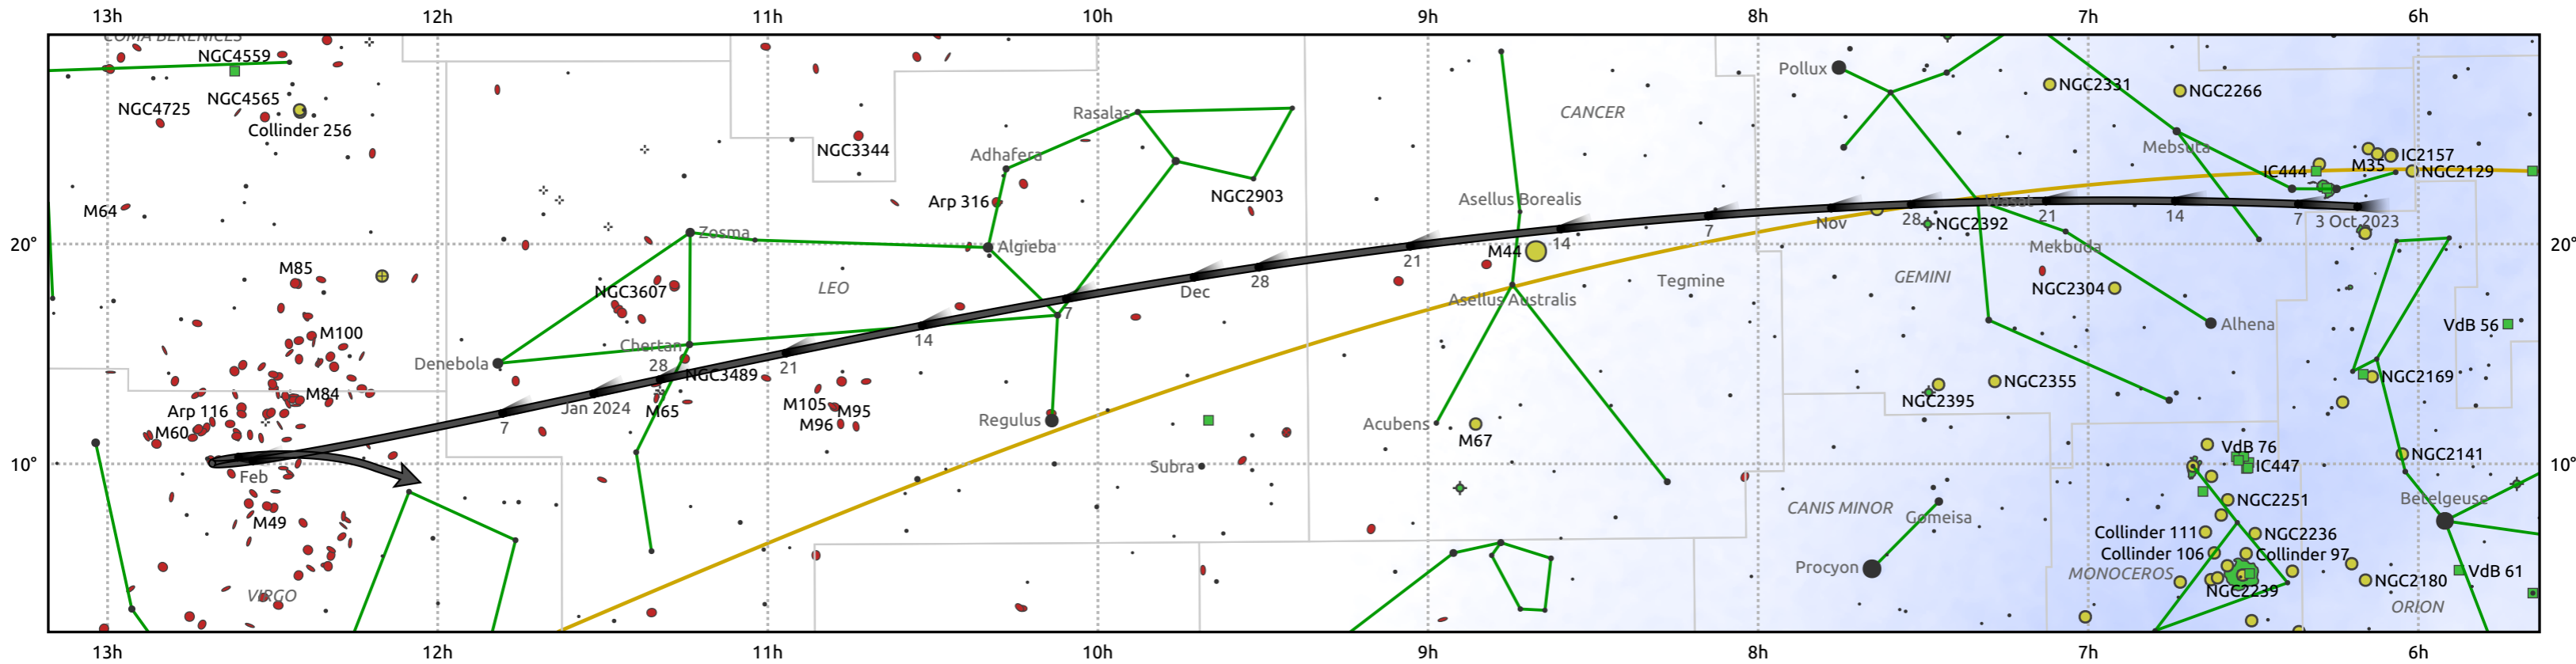 13h 12h 11h 10h 9h 8h 7h 6h
COMA BERENICES
NGC4559
Pollux
NGC2331
NGC2266
NGC4565
NGC4725
Collinder 256
Rasalas
CANCER
NGC3344
Mebsuta
Adhafera
IC2157
M35
IC444
NGC2129
NGC2903
Arp 316
Asellus Borealis
Wasat
M64
14 7 Nov 28 21 14 7 3 Oct 2023
NGC2392
20° Zosma Algieba 20°
M44
Mekbuda
21
M85
LEO
GEMINI
Tegmine
28
Dec
NGC3607
NGC2304
Asellus Australis
7
Alhena
VdB 56
M100
14
Chertan
Denebola
28
21
NGC3489
NGC2169
NGC2355
M84
Jan 2024
M65
M105
M95
NGC2395
Arp 116
M60
7
M96
Regulus
Acubens
M67
VdB 76
NGC2141
10° Feb Subra IC447 10°
Betelgeuse
NGC2251
CANIS MINOR
Gomeisa
M49
Collinder 111
NGC2236
Collinder 106
Collinder 97
Procyon
MONOCEROS
VdB 61
NGC2180
NGC2239
VIRGO
ORION
13h 12h 11h 10h 9h 8h 7h 6h